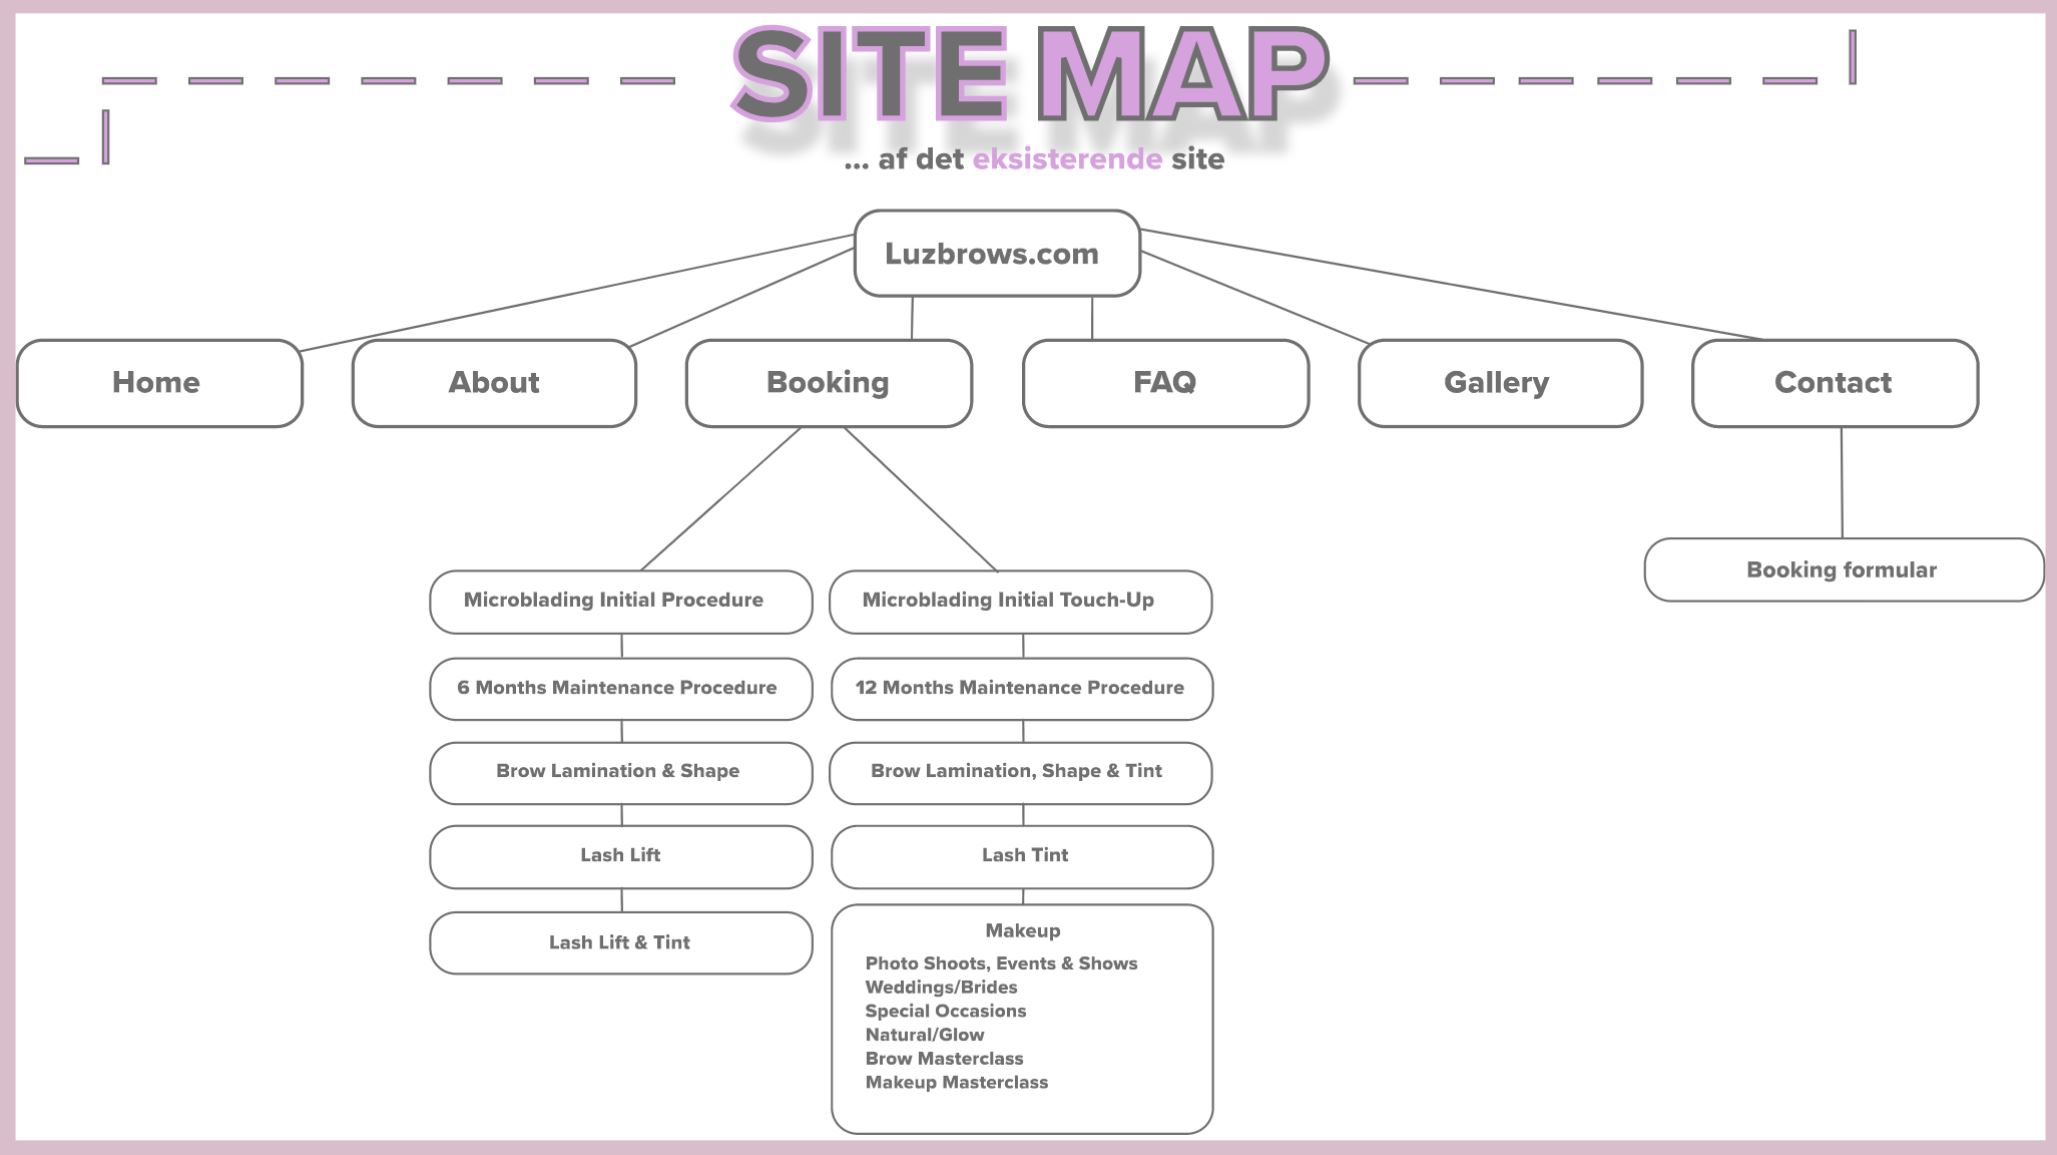 SITE MAP
... af det eksisterende site
Luzbrows.com
Home
About
Booking
FAQ
Gallery
Contact
Booking formular
Microblading Initial Procedure
Microblading Initial Touch-Up
6 Months Maintenance Procedure
12 Months Maintenance Procedure
Brow Lamination & Shape
Brow Lamination, Shape & Tint
Lash Lift
Lash Tint
Lash Lift & Tint
Makeup
Photo Shoots, Events & Shows
Weddings/Brides
Special Occasions
Natural/Glow
Brow Masterclass
Makeup Masterclass